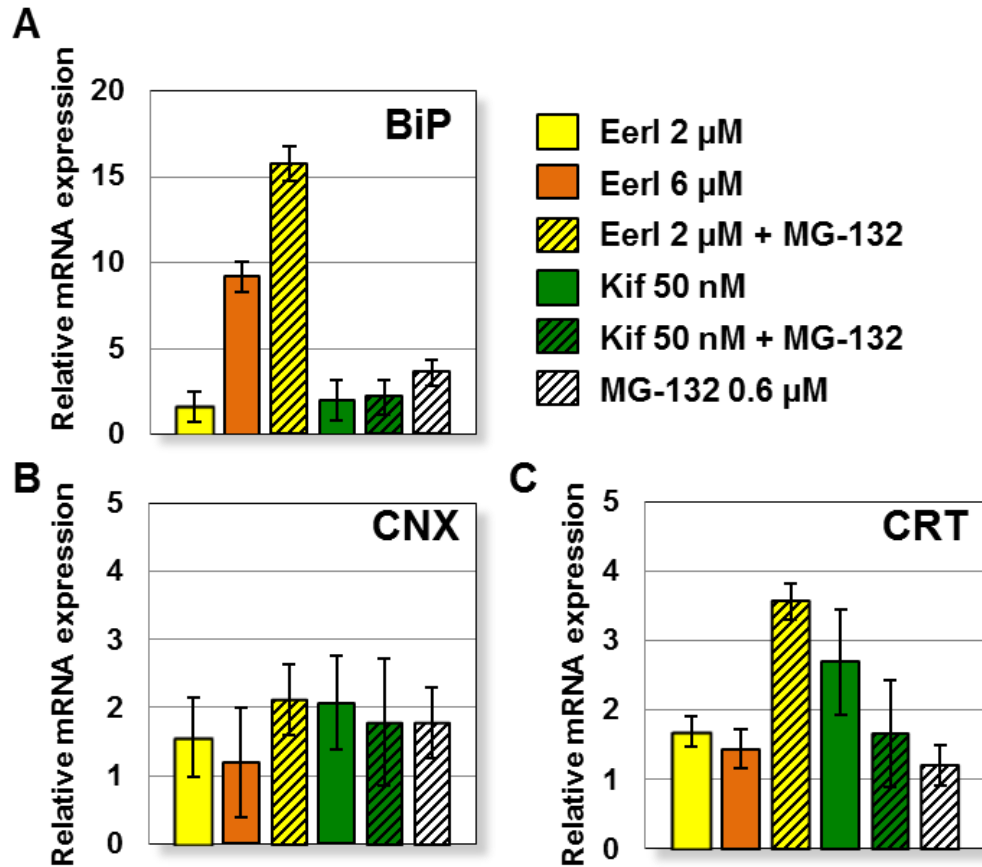 A
Relative mRNA expression
20
15
10
5
0
BiP
Eerl 2 µM
Eerl 6 µM
Eerl 2 µM + MG-132
Kif 50 nM
Kif 50 nM + MG-132
MG-132 0.6 µM
B
Relative mRNA expression
5
4
3
2
1
0
CNX
C
Relative mRNA expression
5
4
3
2
1
0
CRT